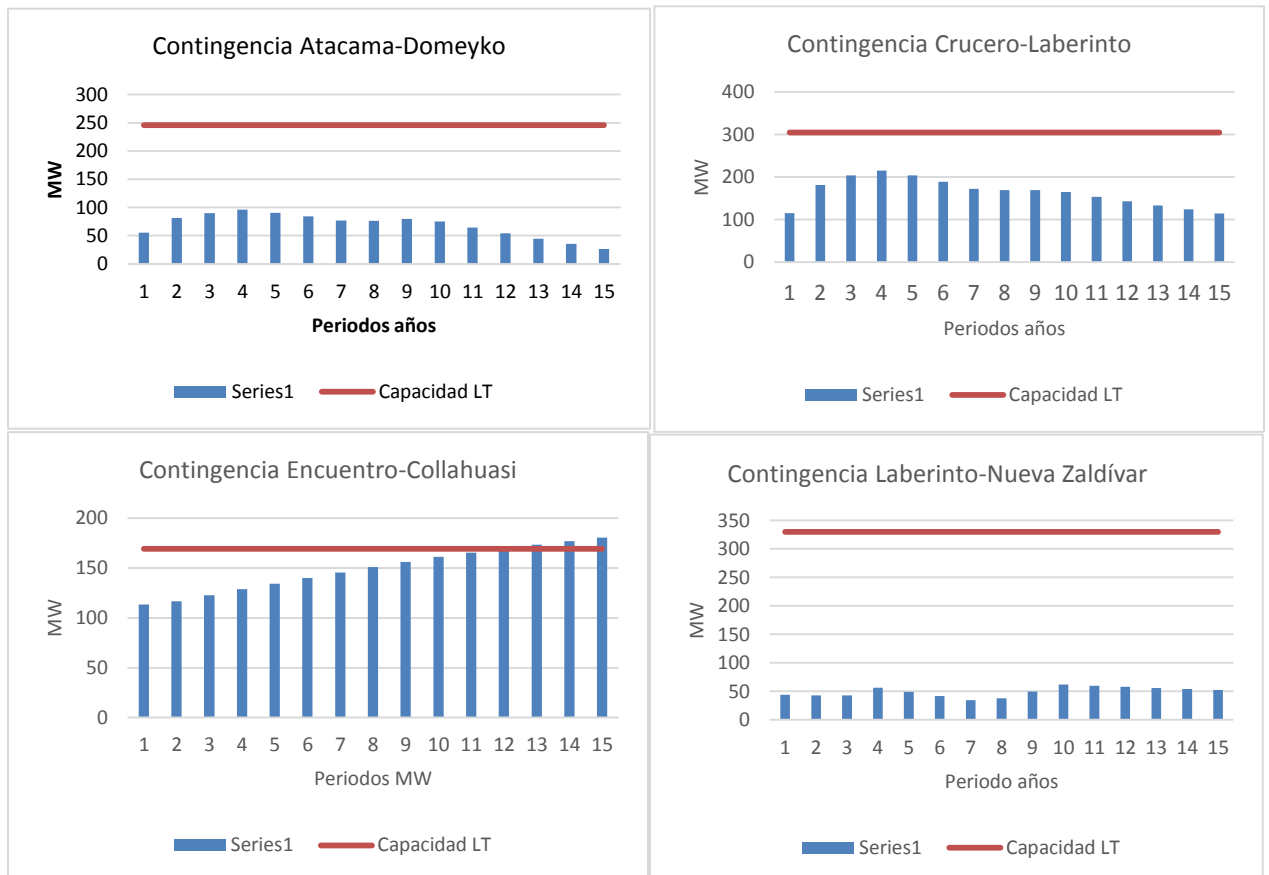 Contingencia Atacama-Domeyko
300
250
200
150
100
50
0
MW
1 2 3 4 5 6 7 8 9 10 11 12 13 14 15
Periodos años
Series1 Capacidad LT
Contingencia Crucero-Laberinto
400
300
200
100
0
MW
1 2 3 4 5 6 7 8 9 10 11 12 13 14 15
Periodos años
Series1 Capacidad LT
Contingencia Encuentro-Collahuasi
200
150
100
50
0
MW
1 2 3 4 5 6 7 8 9 10 11 12 13 14 15
Periodos MW
Series1 Capacidad LT
Contingencia Laberinto-Nueva Zaldívar
350
300
250
200
150
100
50
0
MW
1 2 3 4 5 6 7 8 9 10 11 12 13 14 15
Periodo años
Series1 Capacidad LT